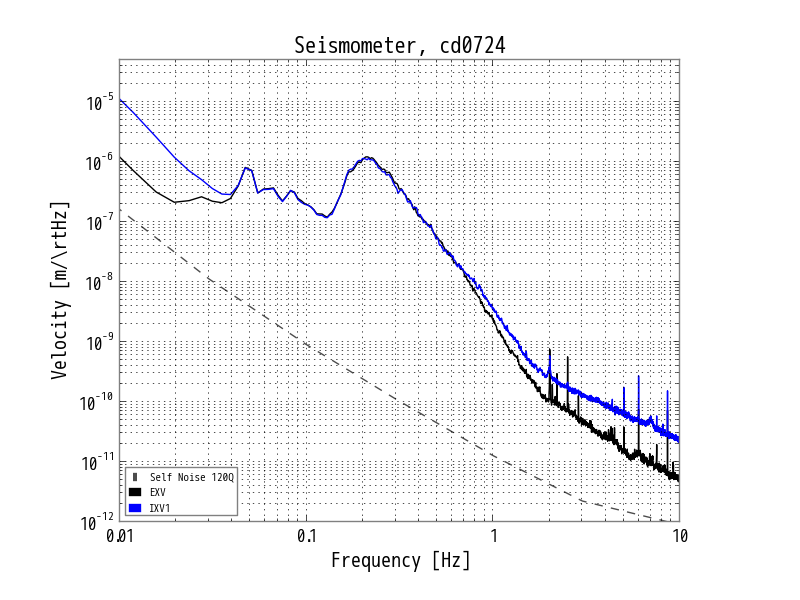 Seismometer, cd0724
Velocity [m/\rtHz]
10^-5
10^-6
10^-7
10^-8
10^-9
10^-10
10^-11
10^-12
Self Noise 120Q
EXV
IXV1
0.01 0.1 1 10
Frequency [Hz]